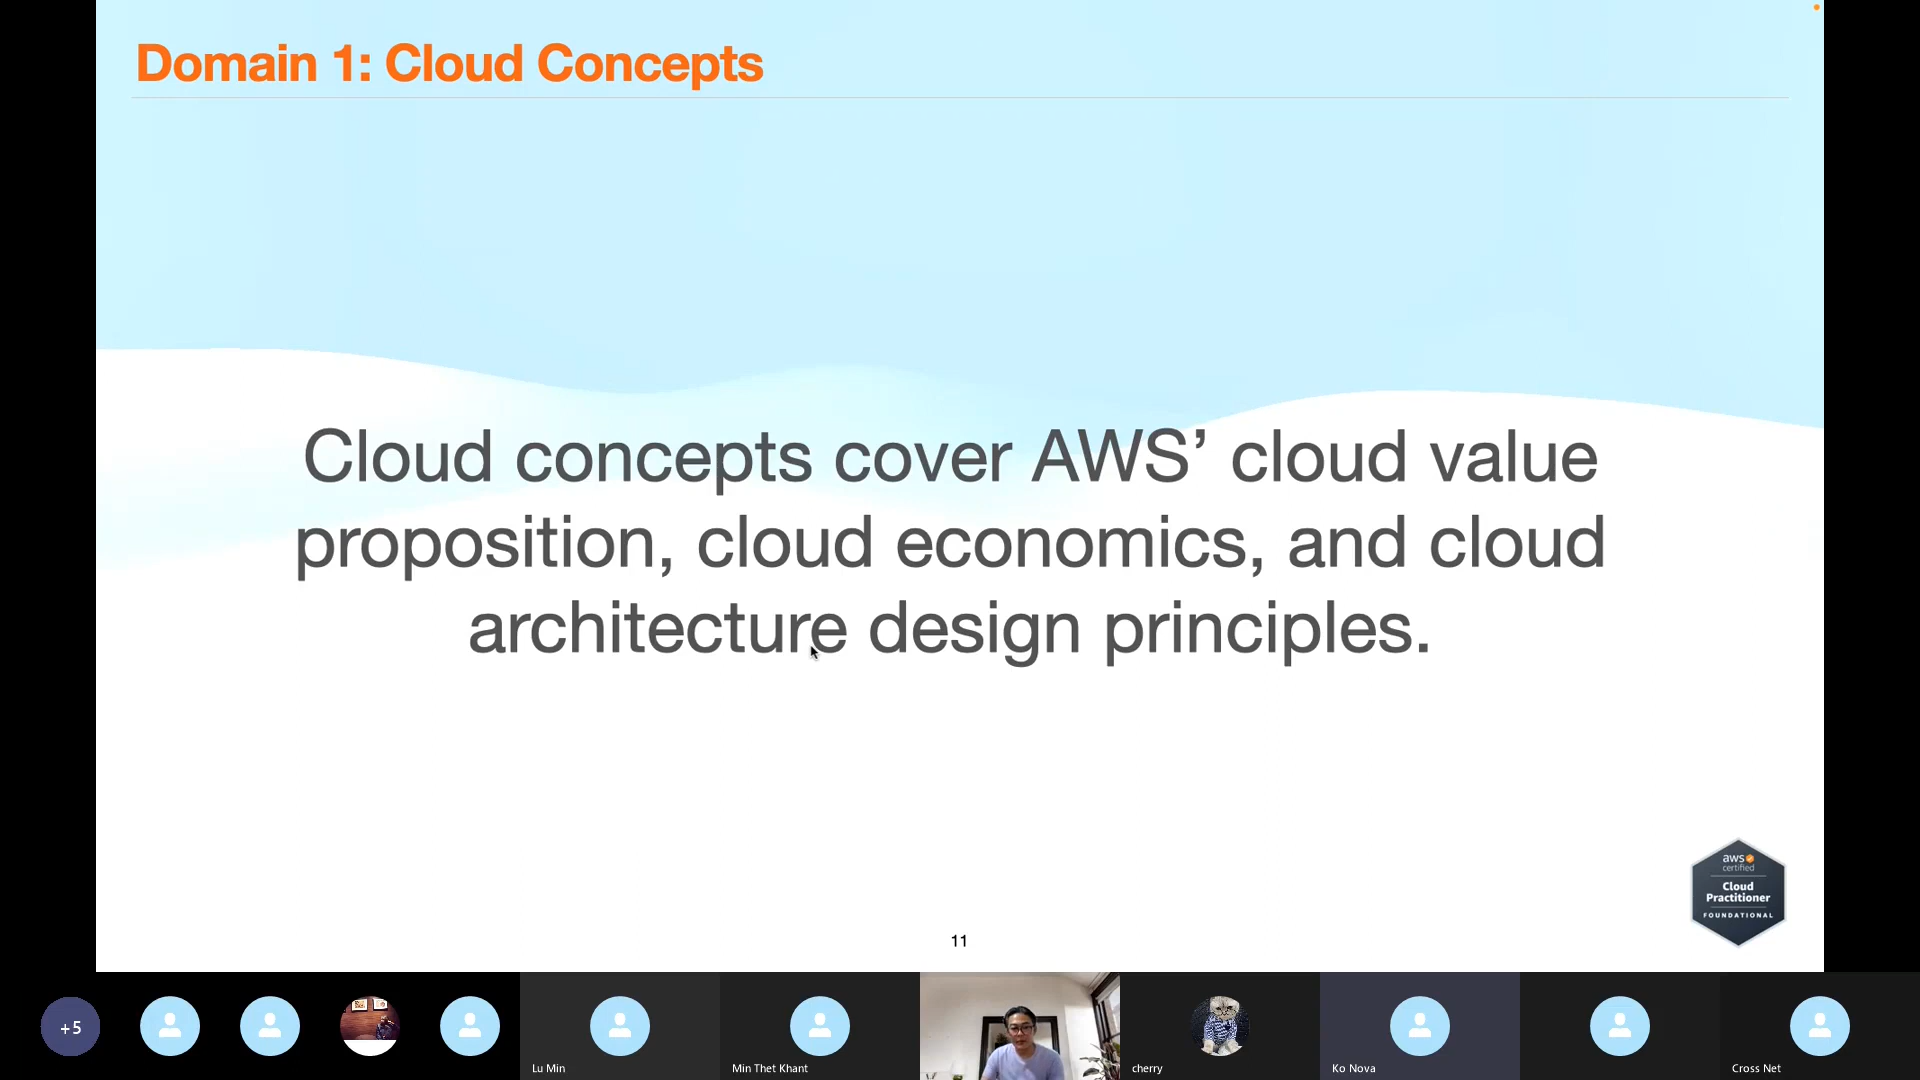 Domain 1: Cloud Concepts
Cloud concepts cover AWS’ cloud value
proposition, cloud economics, and cloud
architecture design principles.
aws
certified
Cloud
Practitioner
FOUNDATIONAL
11
+5
Lu Min
Min Thet Khant
cherry
Ko Nova
Cross Net